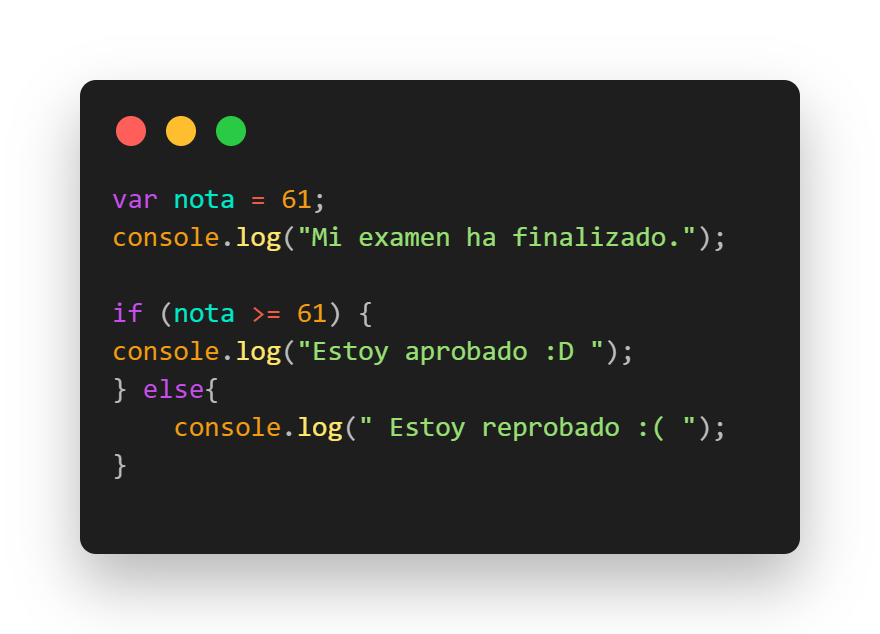 var nota = 61;
console.log("Mi examen ha finalizado.");

if (nota >= 61) {
console.log("Estoy aprobado :D ");
} else{
    console.log(" Estoy reprobado :( ");
}